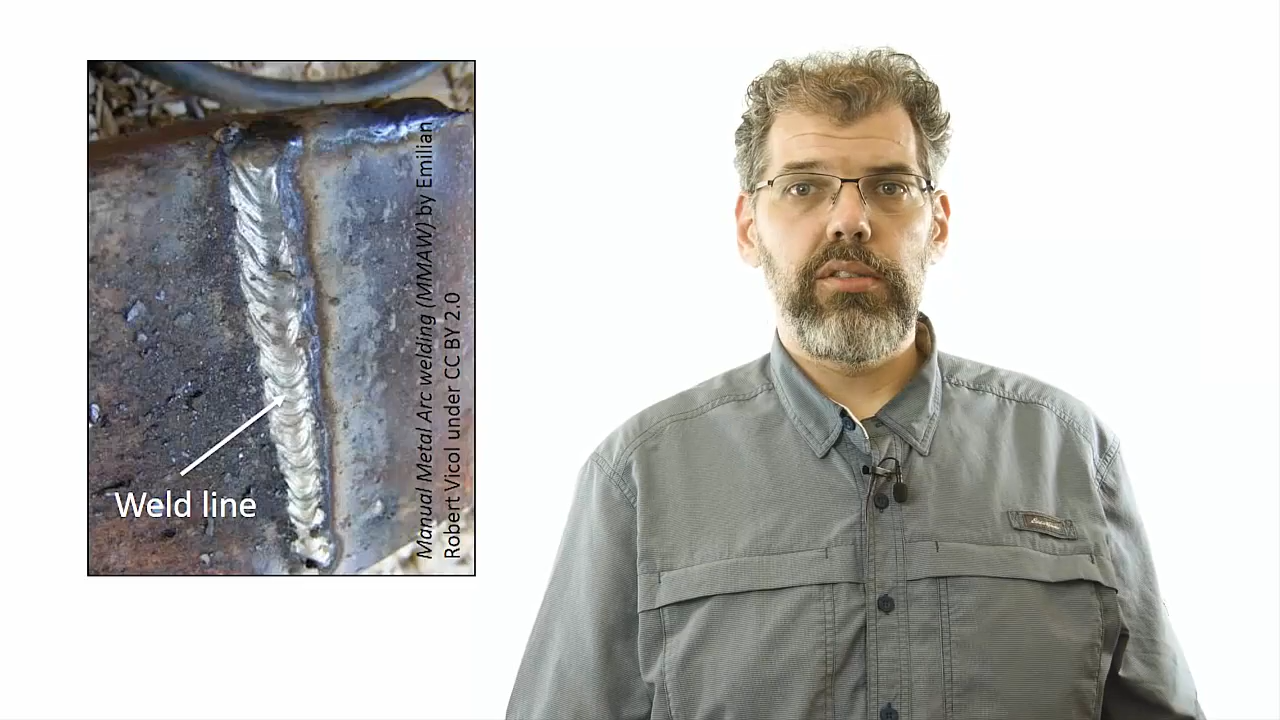 Weld line
Manual Metal Arc welding (MMAW) by Emilian
Robert Vicol under CC BY 2.0